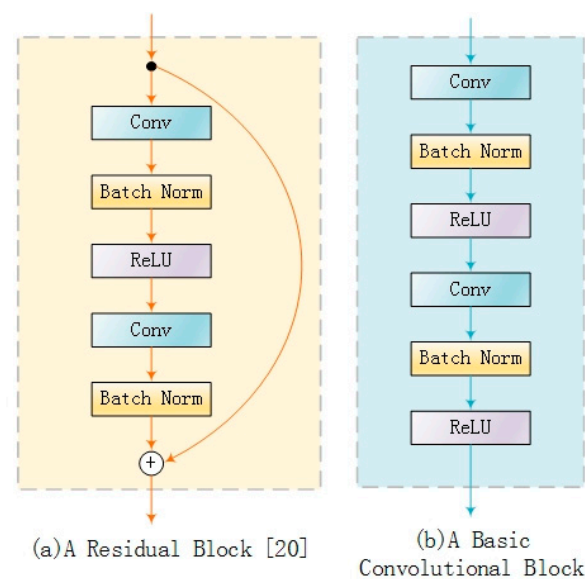 Conv
Batch Norm
ReLU
Conv
Batch Norm
+
(a)A Residual Block [20]
Conv
Batch Norm
ReLU
Conv
Batch Norm
ReLU
(b)A Basic
Convolutional Block